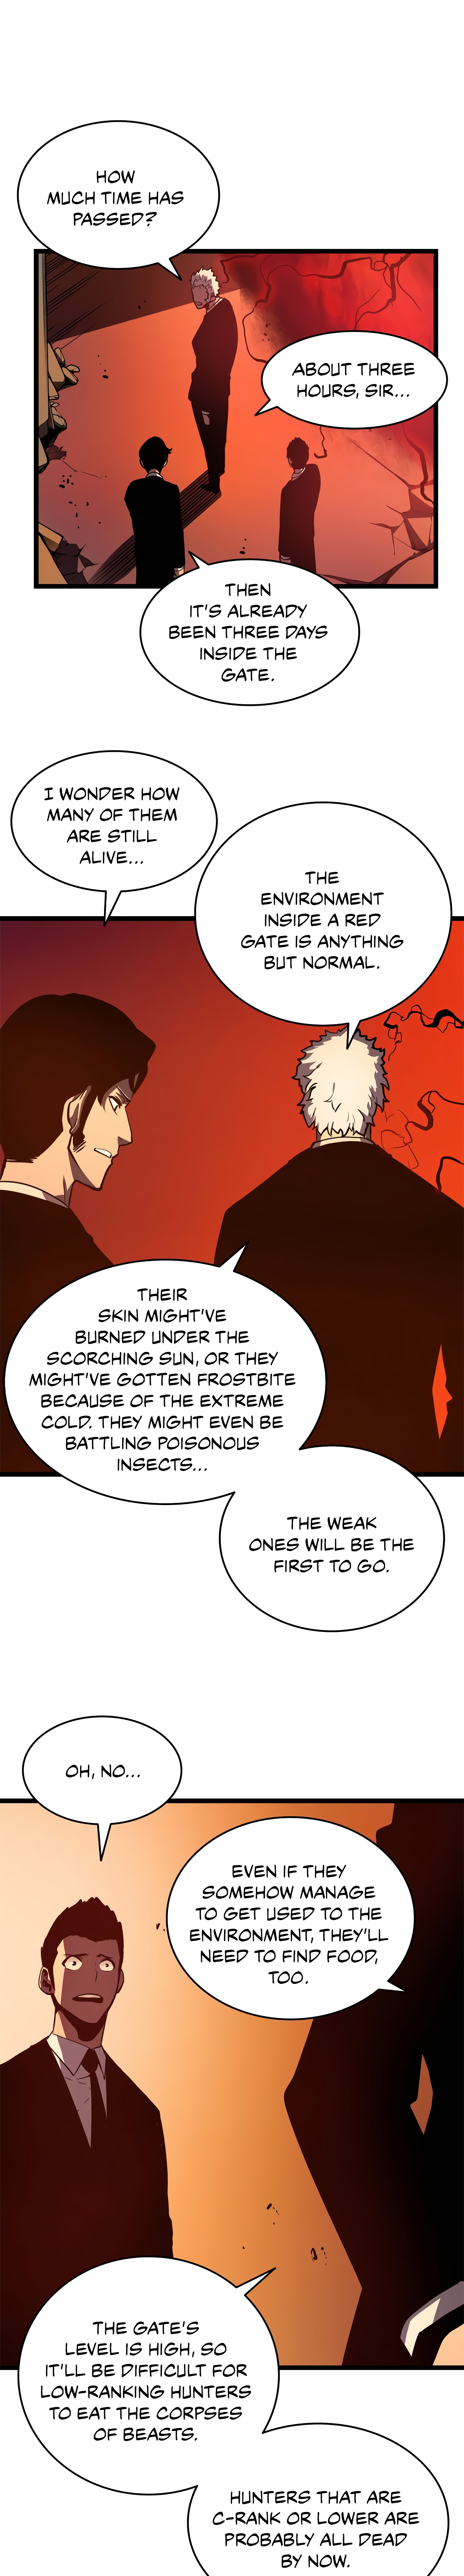 HOW
MUCH TIME HAS
PASSED?
ABOUT THREE
HOURS, SIR...
THEN
IT'S ALREADY
BEEN THREE DAYS
INSIDE THE
GATE.
I WONDER HOW
MANY OF THEM
ARE STILL
ALIVE...
THE
ENVIRONMENT
INSIDE A RED
GATE IS ANYTHING
BUT NORMAL.
THEIR
SKIN MIGHT'VE
BURNED UNDER THE
SCORCHING SUN, OR THEY
MIGHT'VE GOTTEN FROSTBITE
BECAUSE OF THE EXTREME
COLD. THEY MIGHT EVEN BE
BATTLING POISONOUS
INSECTS...
THE WEAK
ONES WILL BE THE
FIRST TO GO.
OH, NO...
EVEN IF THEY
SOMEHOW MANAGE
TO GET USED TO THE
ENVIRONMENT, THEY'LL
NEED TO FIND FOOD,
TOO.
THE GATE'S
LEVEL IS HIGH, SO
IT'LL BE DIFFICULT FOR
LOW-RANKING HUNTERS
TO EAT THE CORPSES
OF BEASTS.
HUNTERS THAT ARE
C-RANK OR LOWER ARE
PROBABLY ALL DEAD
BY NOW.